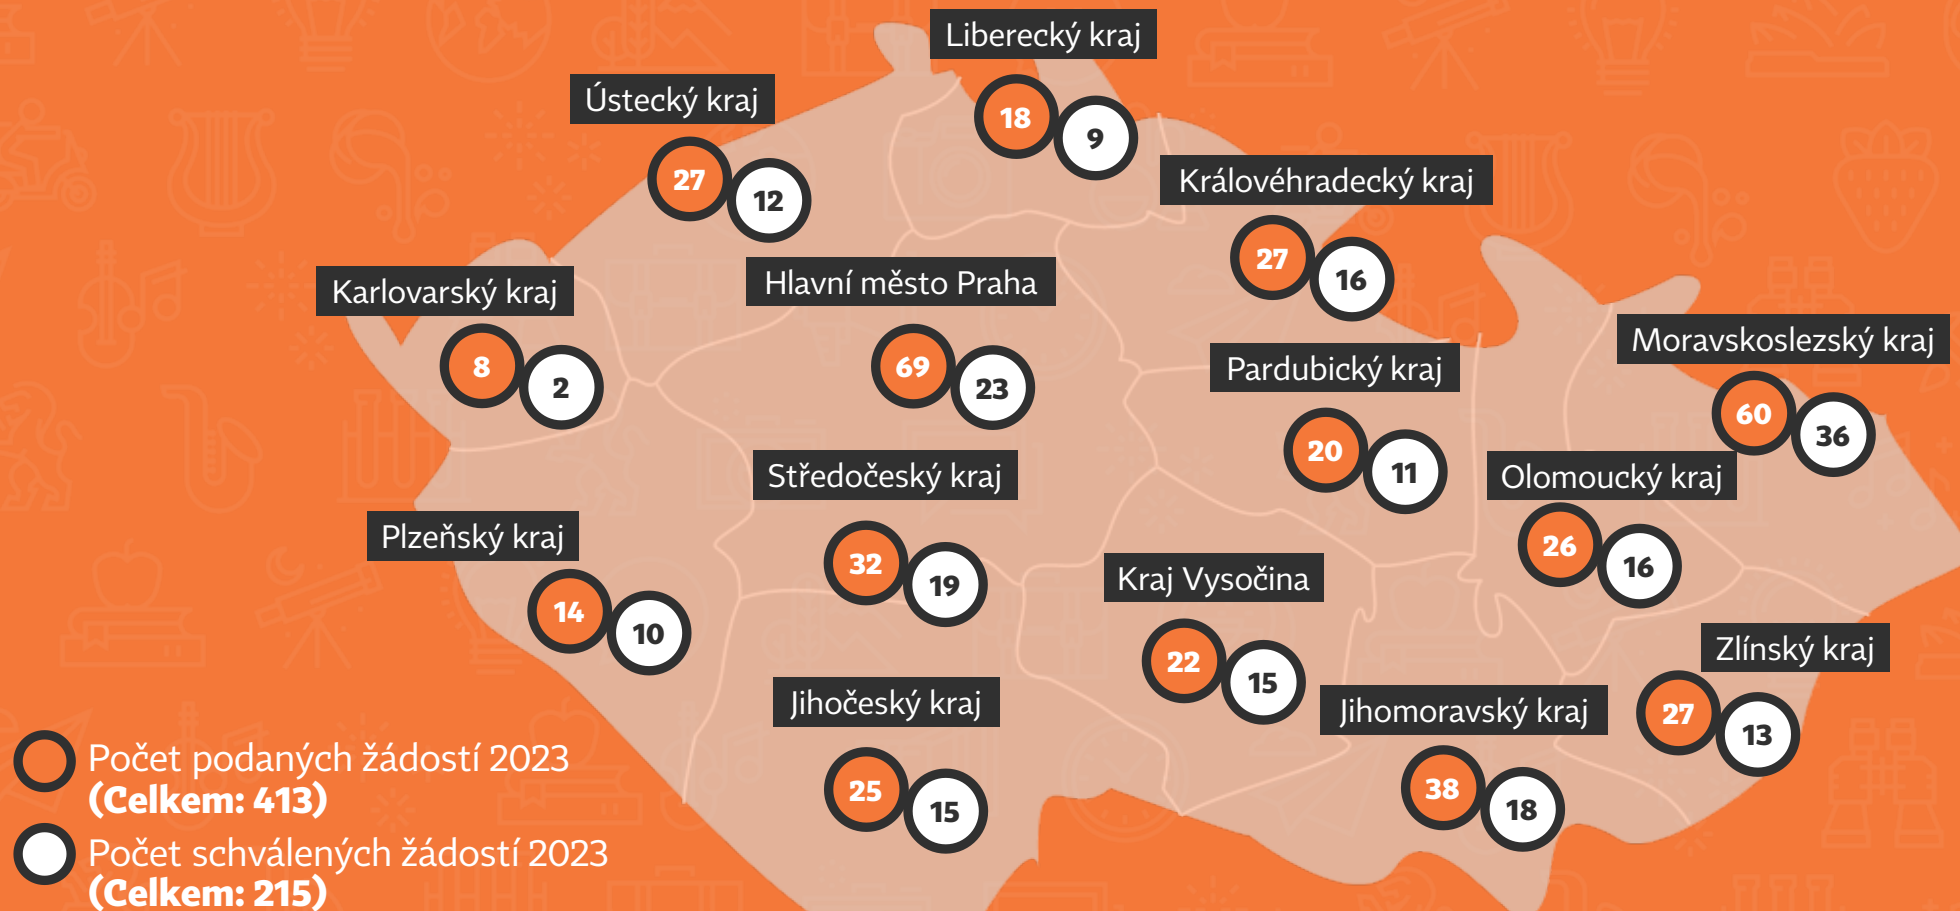 Liberecký kraj
18
9
Ústecký kraj
27
12
Královéhradecký kraj
27
16
Karlovarský kraj
8
2
Hlavní město Praha
69
23
Pardubický kraj
20
11
Moravskoslezský kraj
60
36
Středočeský kraj
32
19
Olomoucký kraj
26
16
Plzeňský kraj
14
10
Kraj Vysočina
22
15
Zlínský kraj
27
13
Jihočeský kraj
25
15
Jihomoravský kraj
38
18
Počet podaných žádostí 2023
(Celkem: 413)
Počet schválených žádostí 2023
(Celkem: 215)